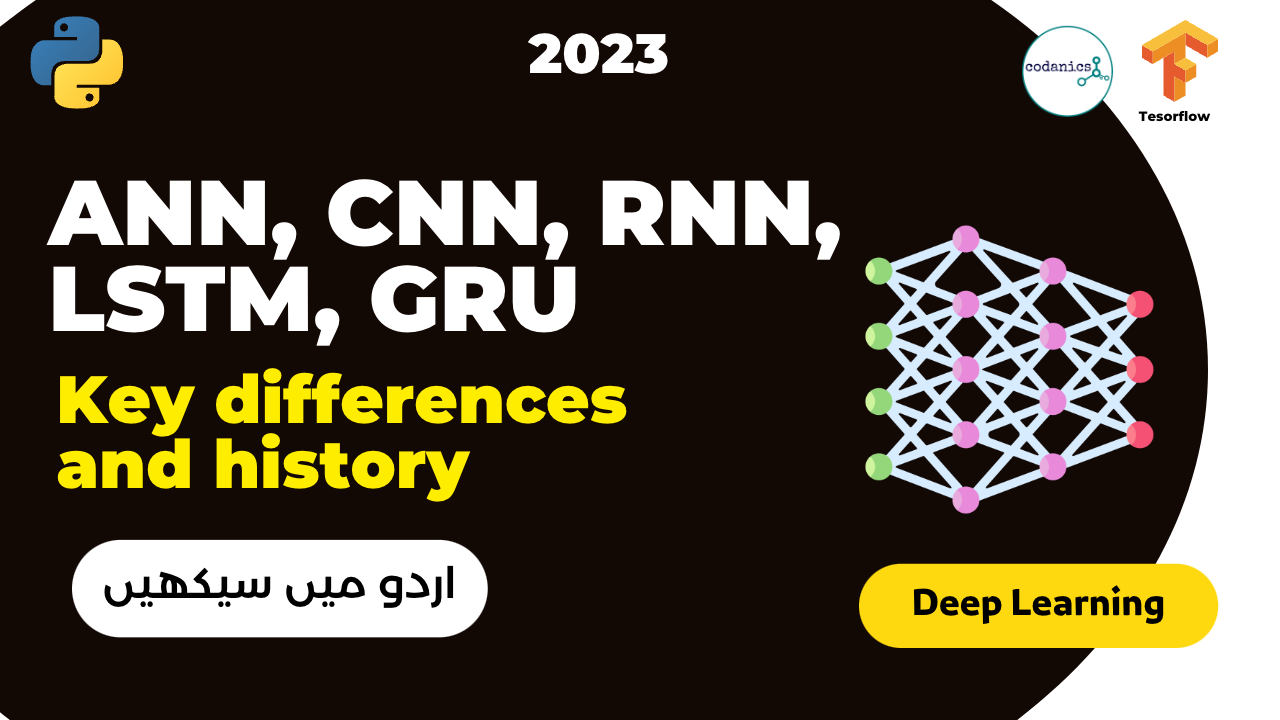 2023
codanics
Tesorflow
ANN, CNN, RNN,
LSTM, GRU
Key differences
and history
اردو میں سیکھیں
Deep Learning